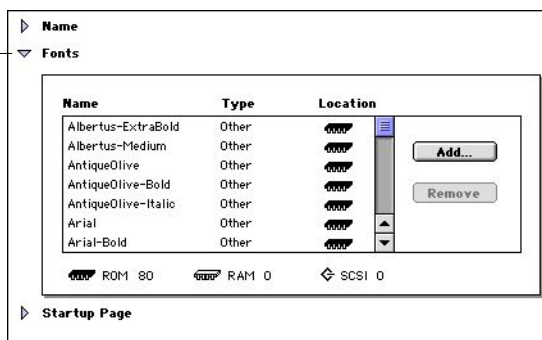 Name
Fonts
Name Type Location
Albertus-ExtraBold Other
Albertus-Medium Other
AntiqueOlive Other
AntiqueOlive-Bold Other
AntiqueOlive-Italic Other
Arial Other
Arial-Bold Other
Add...
Remove
ROM 80 RAM 0 SCSI 0
Startup Page